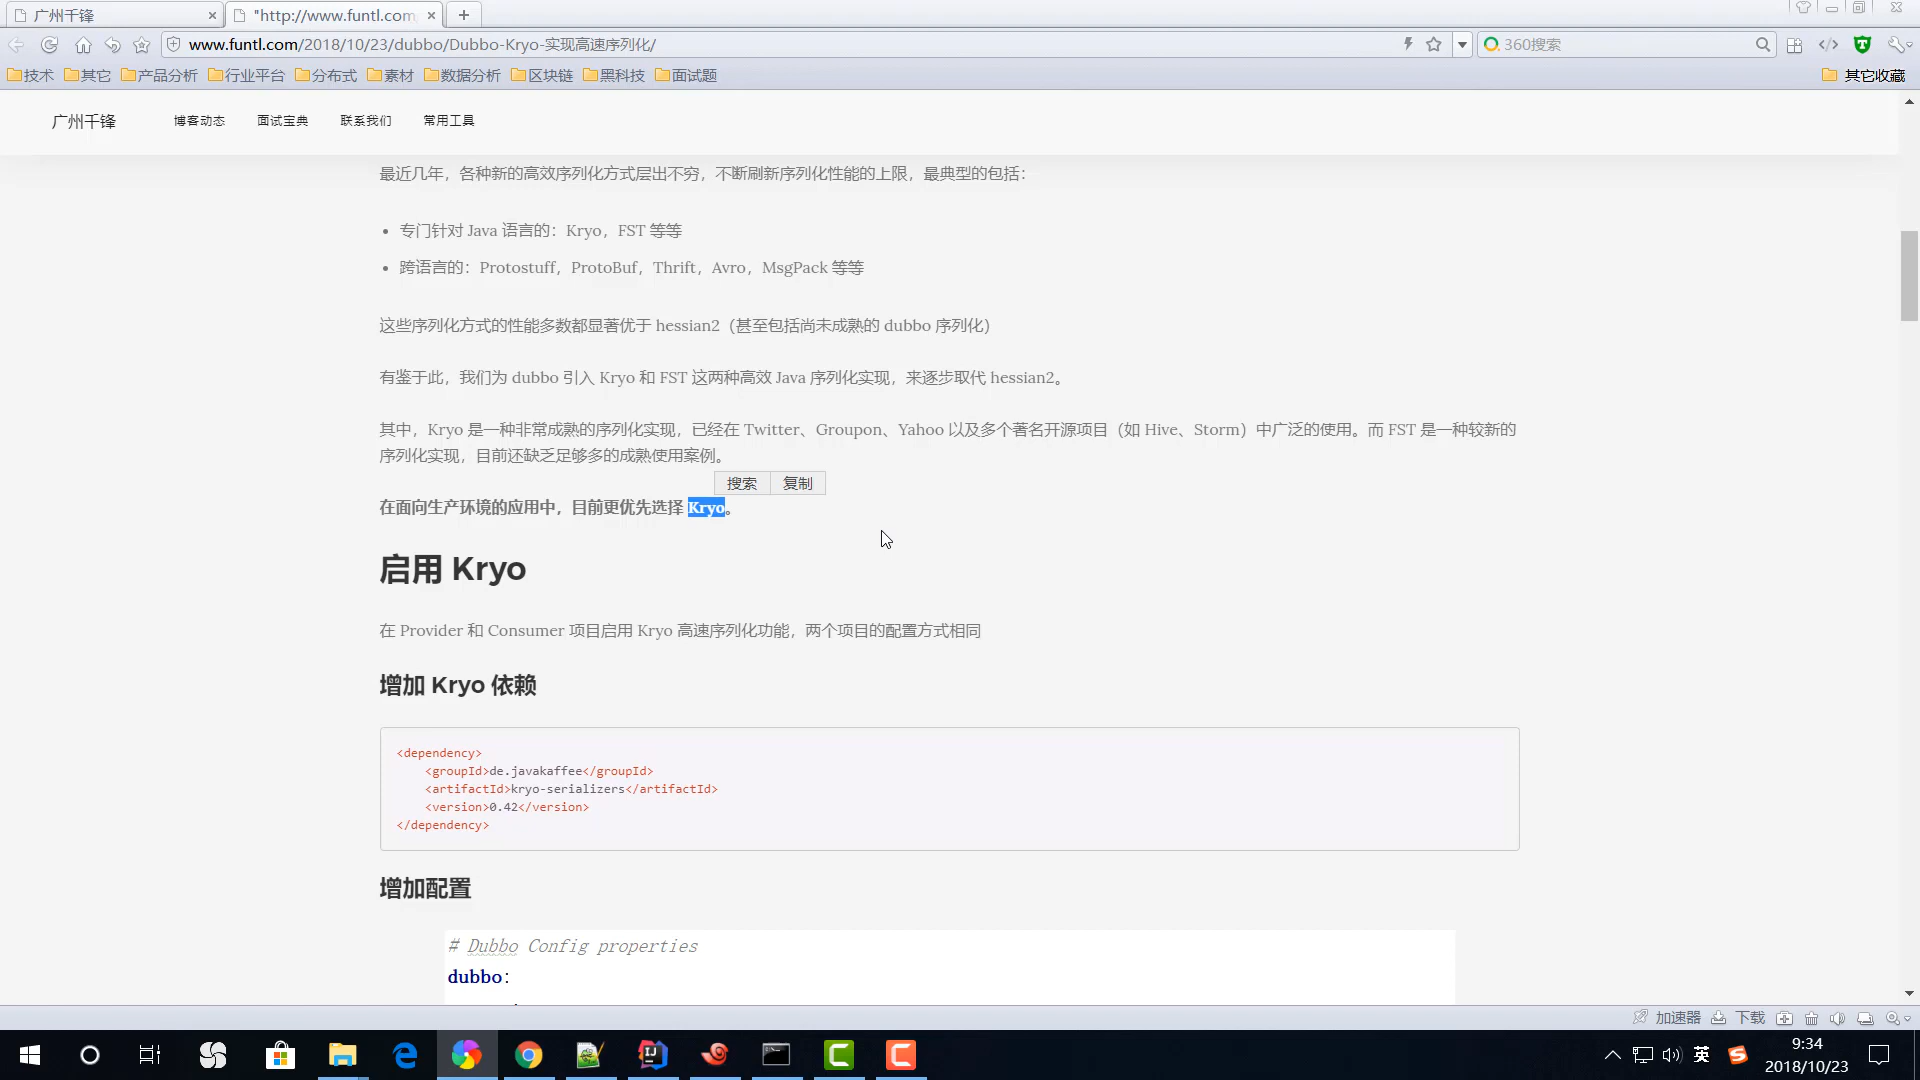 广州千锋
"http://www.funtl.com
www.funtl.com/2018/10/23/dubbo/Dubbo-Kryo-实现高速序列化/
360搜索
技术 其它 产品分析 行业平台 分布式 素材 数据分析 区块链 黑科技 面试题 其它收藏
广州千锋 博客动态 面试宝典 联系我们 常用工具
最近几年，各种新的高效序列化方式层出不穷，不断刷新序列化性能的上限，最典型的包括：
• 专门针对 Java 语言的：Kryo，FST 等等
• 跨语言的：Protostuff，ProtoBuf，Thrift，Avro，MsgPack 等等
这些序列化方式的性能多数都显著优于 hessian2（甚至包括尚未成熟的 dubbo 序列化）
有鉴于此，我们为 dubbo 引入 Kryo 和 FST 这两种高效 Java 序列化实现，来逐步取代 hessian2。
其中，Kryo 是一种非常成熟的序列化实现，已经在 Twitter、Groupon、Yahoo 以及多个著名开源项目（如 Hive、Storm）中广泛的使用。而 FST 是一种较新的
序列化实现，目前还缺乏足够多的成熟使用案例。
搜索 复制
在面向生产环境的应用中，目前更优先选择 Kryo。
启用 Kryo
在 Provider 和 Consumer 项目启用 Kryo 高速序列化功能，两个项目的配置方式相同
增加 Kryo 依赖
<dependency>
<groupId>de.javakaffee</groupId>
<artifactId>kryo-serializers</artifactId>
<version>0.42</version>
</dependency>
增加配置
# Dubbo Config properties
dubbo:
加速器 下载
英
9:34
2018/10/23